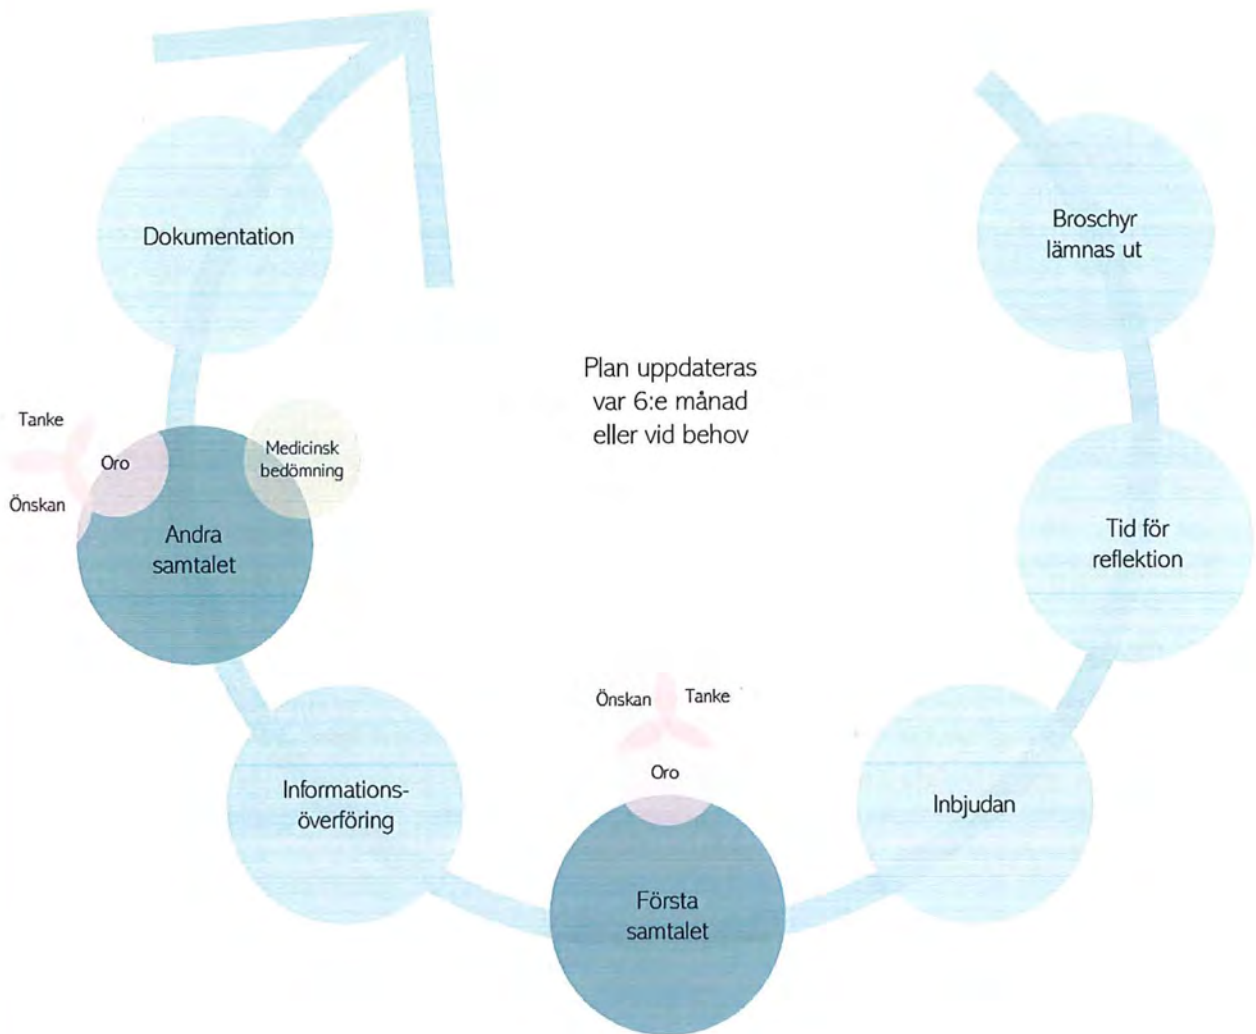 Broschyr
lämnas ut
Tid för
reflektion
Inbjudan
Önskan
Tanke
Oro
Första
samtalet
Informations-
överföring
Tanke
Oro
Önskan
Medicinsk
bedömning
Andra
samtalet
Dokumentation
Plan uppdateras
var 6:e månad
eller vid behov